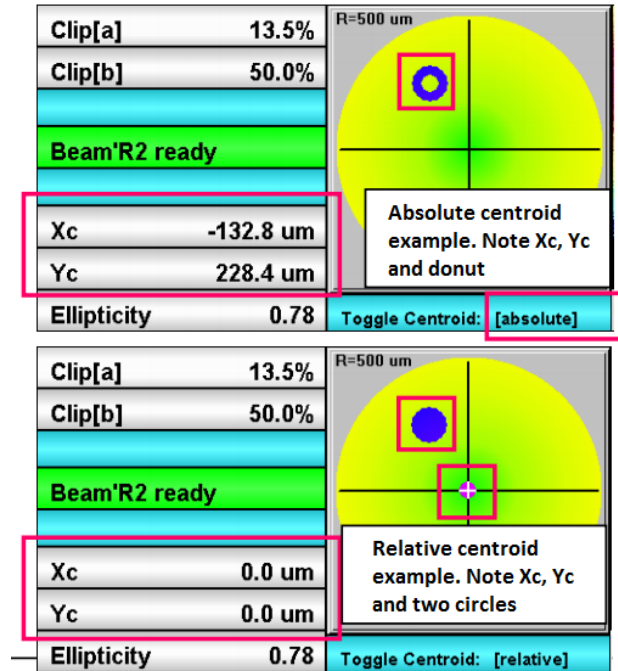 Clip[a] 13.5%
R=500 um
Clip[b] 50.0%
Beam'R2 ready
Xc -132.8 um
Yc 228.4 um
Absolute centroid
example. Note Xc, Yc
and donut
Ellipticity 0.78
Toggle Centroid: [absolute]
Clip[a] 13.5%
R=500 um
Clip[b] 50.0%
Beam'R2 ready
Xc 0.0 um
Yc 0.0 um
Relative centroid
example. Note Xc, Yc
and two circles
Ellipticity 0.78
Toggle Centroid: [relative]